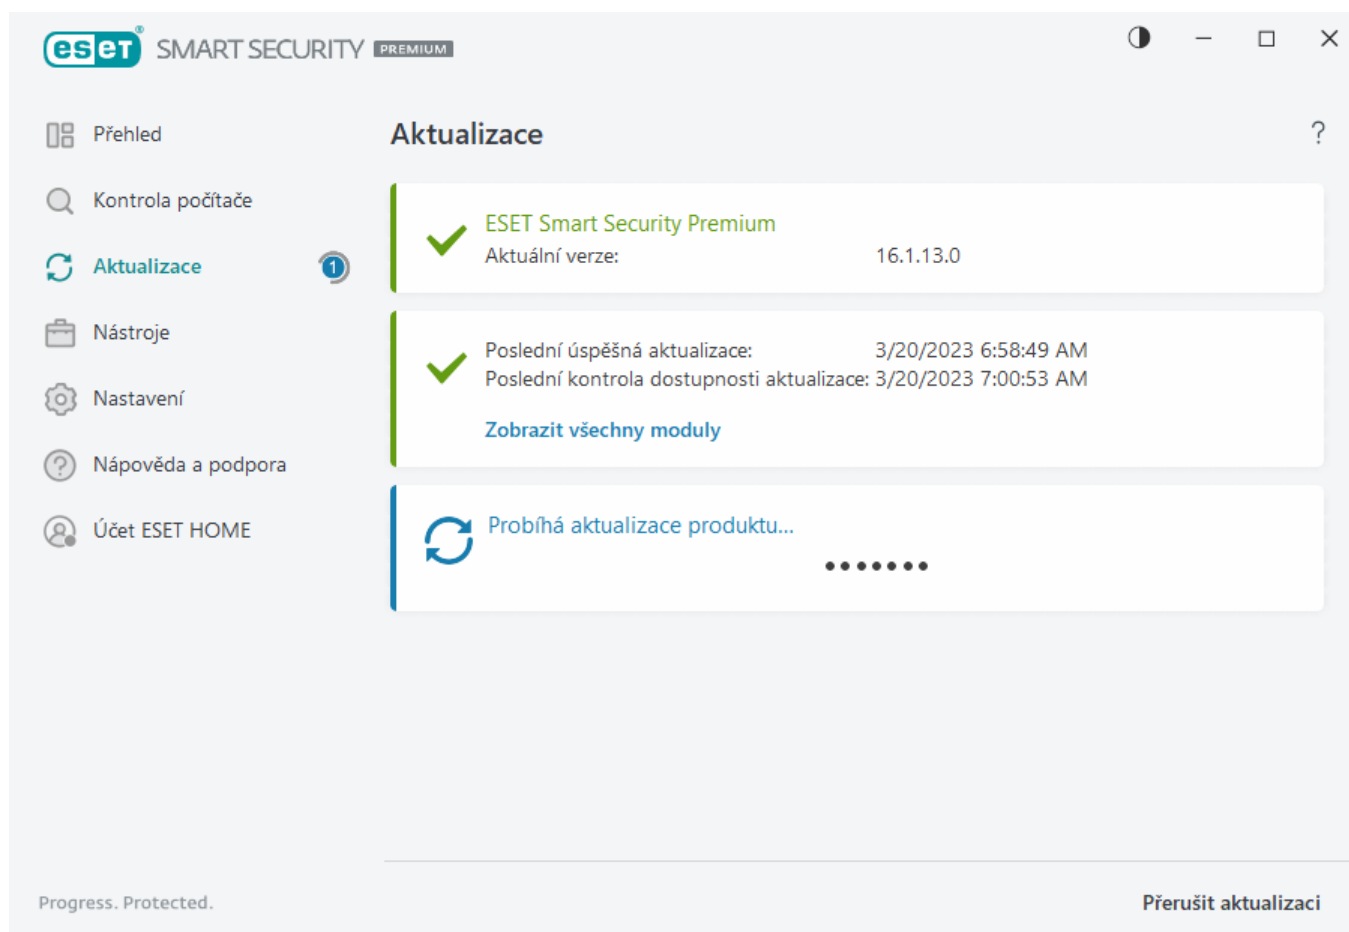 eset® SMART SECURITY PREMIUM
Přehled
Kontrola počítače
Aktualizace 1
Nástroje
Nastavení
Nápověda a podpora
Účet ESET HOME
Aktualizace ?
ESET Smart Security Premium
Aktuální verze: 16.1.13.0
Poslední úspěšná aktualizace: 3/20/2023 6:58:49 AM
Poslední kontrola dostupnosti aktualizace: 3/20/2023 7:00:53 AM
Zobrazit všechny moduly
Probíhá aktualizace produktu...
Progress. Protected.
Přerušit aktualizaci